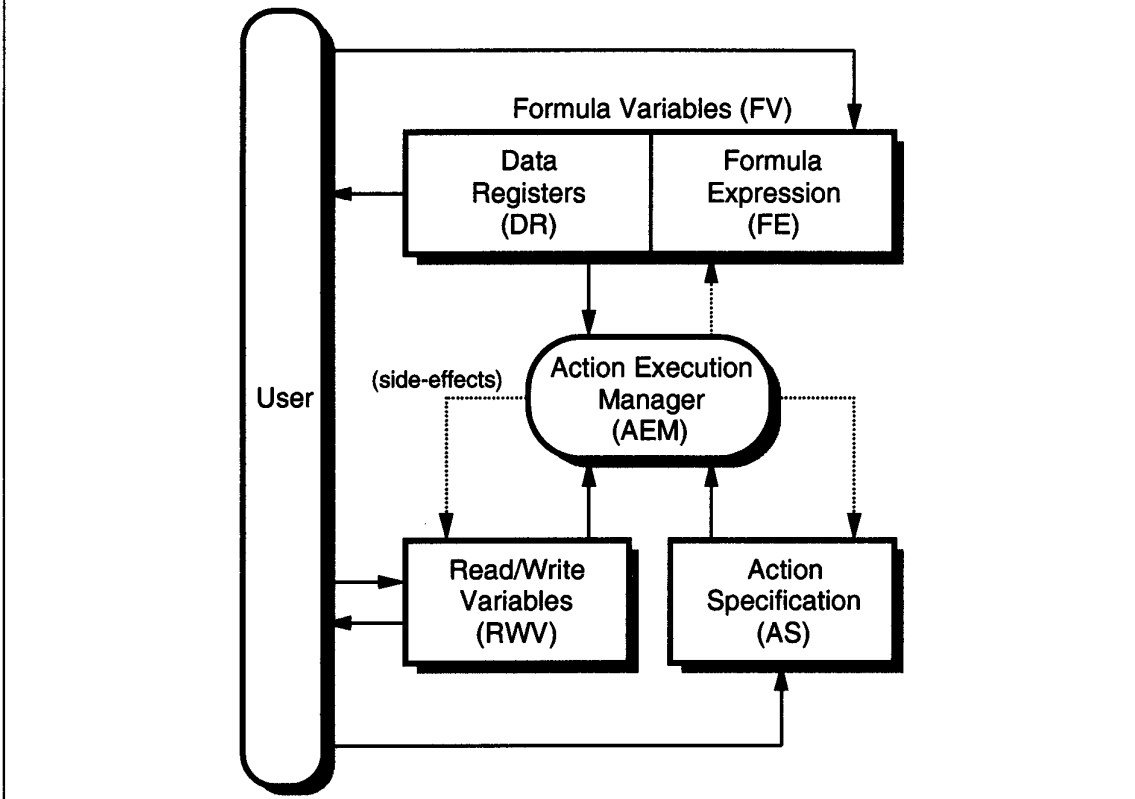 Formula Variables (FV)
Data
Registers
(DR)
Formula
Expression
(FE)
Action Execution
Manager
(AEM)
(side-effects)
User
Read/Write
Variables
(RWV)
Action
Specification
(AS)